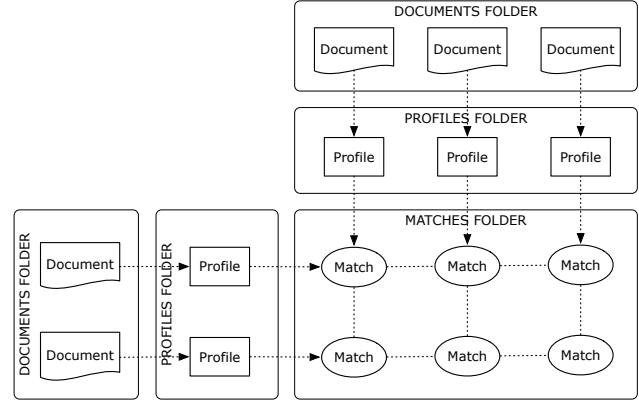 DOCUMENTS FOLDER
Document Document Document
PROFILES FOLDER
Profile Profile Profile
DOCUMENTS FOLDER
PROFILES FOLDER
MATCHES FOLDER
Document Profile Match Match Match
Document Profile Match Match Match